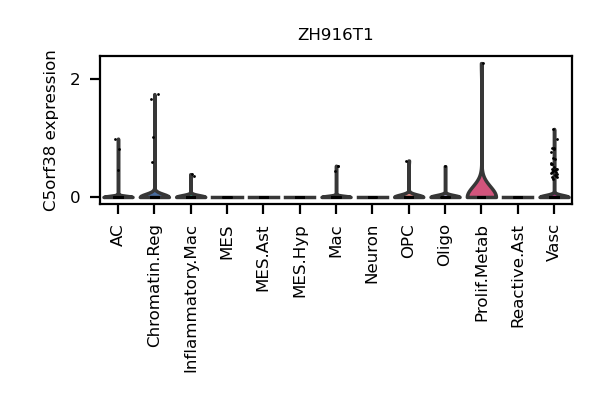 ZH916T1
C5orf38 expression
2
0
AC
Chromatin.Reg
Inflammatory.Mac
MES
MES.Ast
MES.Hyp
Mac
Neuron
OPC
Oligo
Prolif.Metab
Reactive.Ast
Vasc